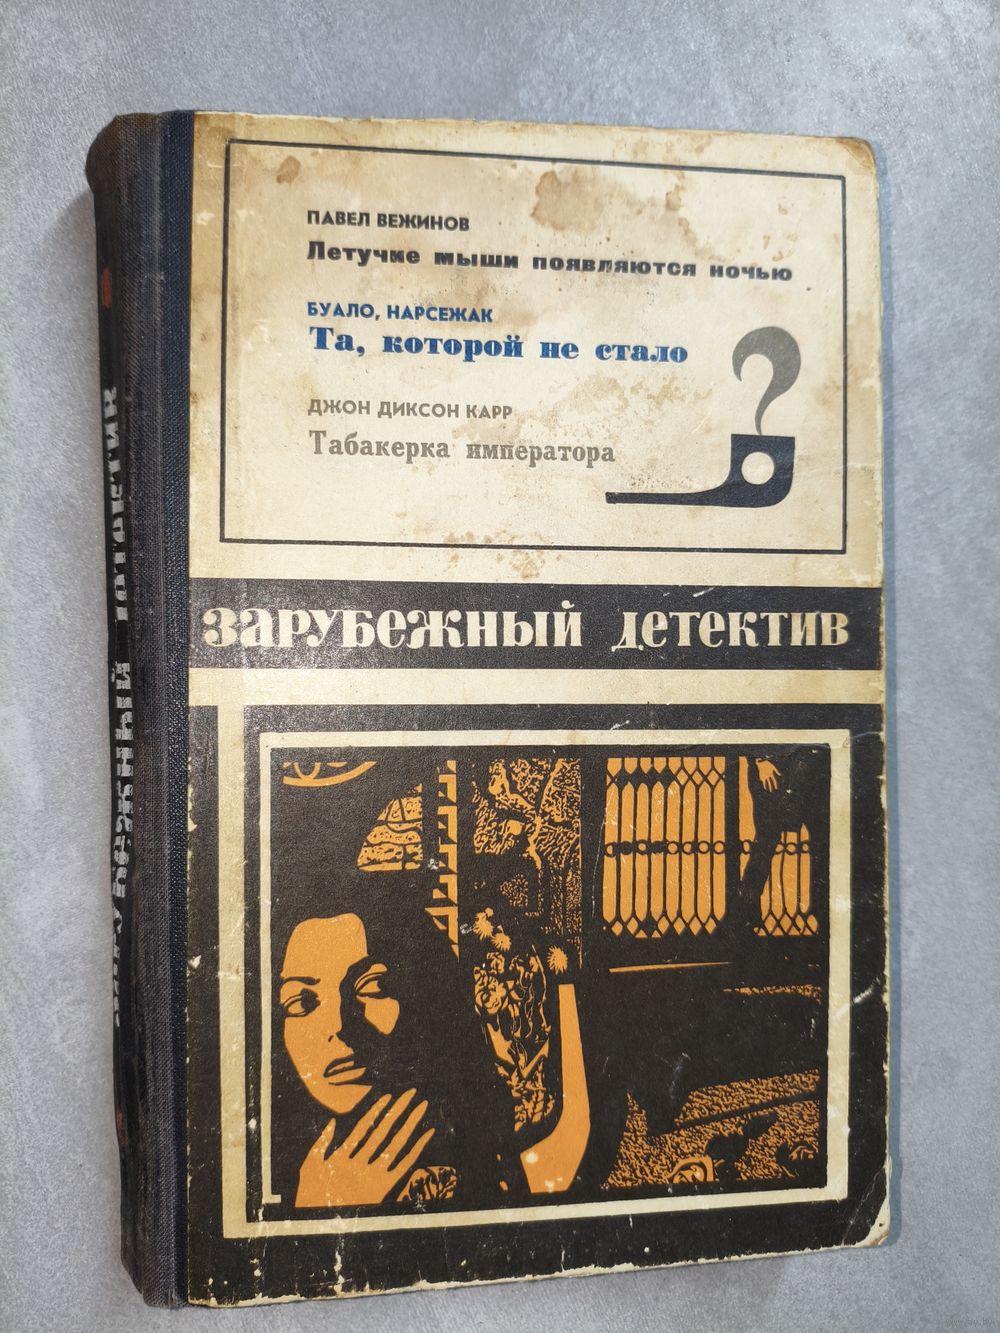 ПАВЕЛ ВЕЖИНОВ
Летучие мыши появляются ночью
БУАЛО, НАРСЕЖАК
Та, которой не стало
ДЖОН ДИКСОН КАРР
Табакерка императора
ЗАРУБЕЖНЫЙ ДЕТЕКТИВ
ЗАРУБЕЖНЫЙ ДЕТЕКТИВ